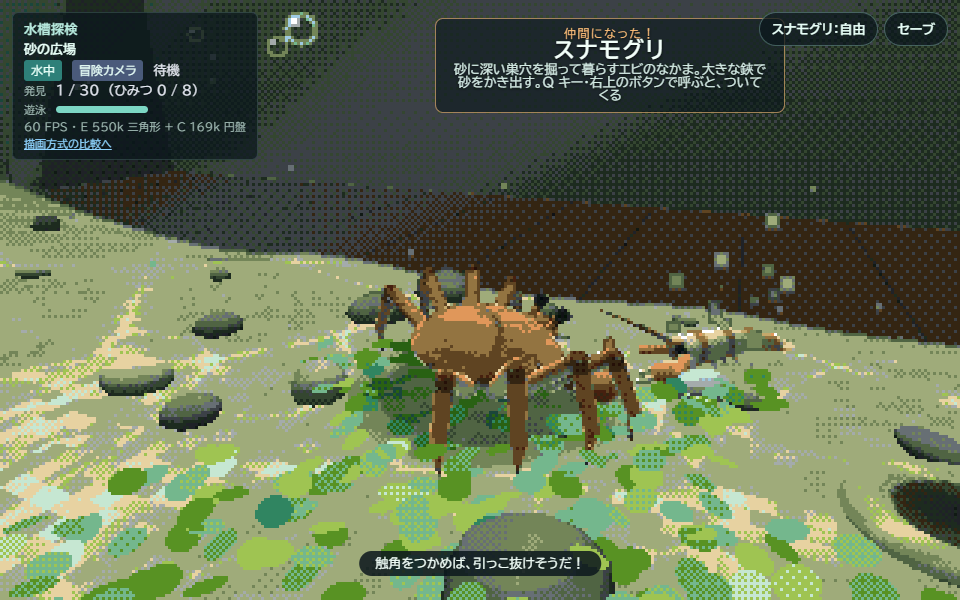 水槽探検
砂の広場
水中 冒険カメラ 待機
発見 1 / 30（ひみつ 0 / 8）
遊泳
60 FPS · E 550k 三角形 + C 169k 円盤
描画方式の比較へ
仲間になった！
スナモグリ
砂に深い巣穴を掘って暮らすエビのなかま。大きな鋏で
砂をかき出す。Q キー・右上のボタンで呼ぶと、ついて
くる
スナモグリ:自由
セーブ
触角をつかめば、引っこ抜けそうだ！